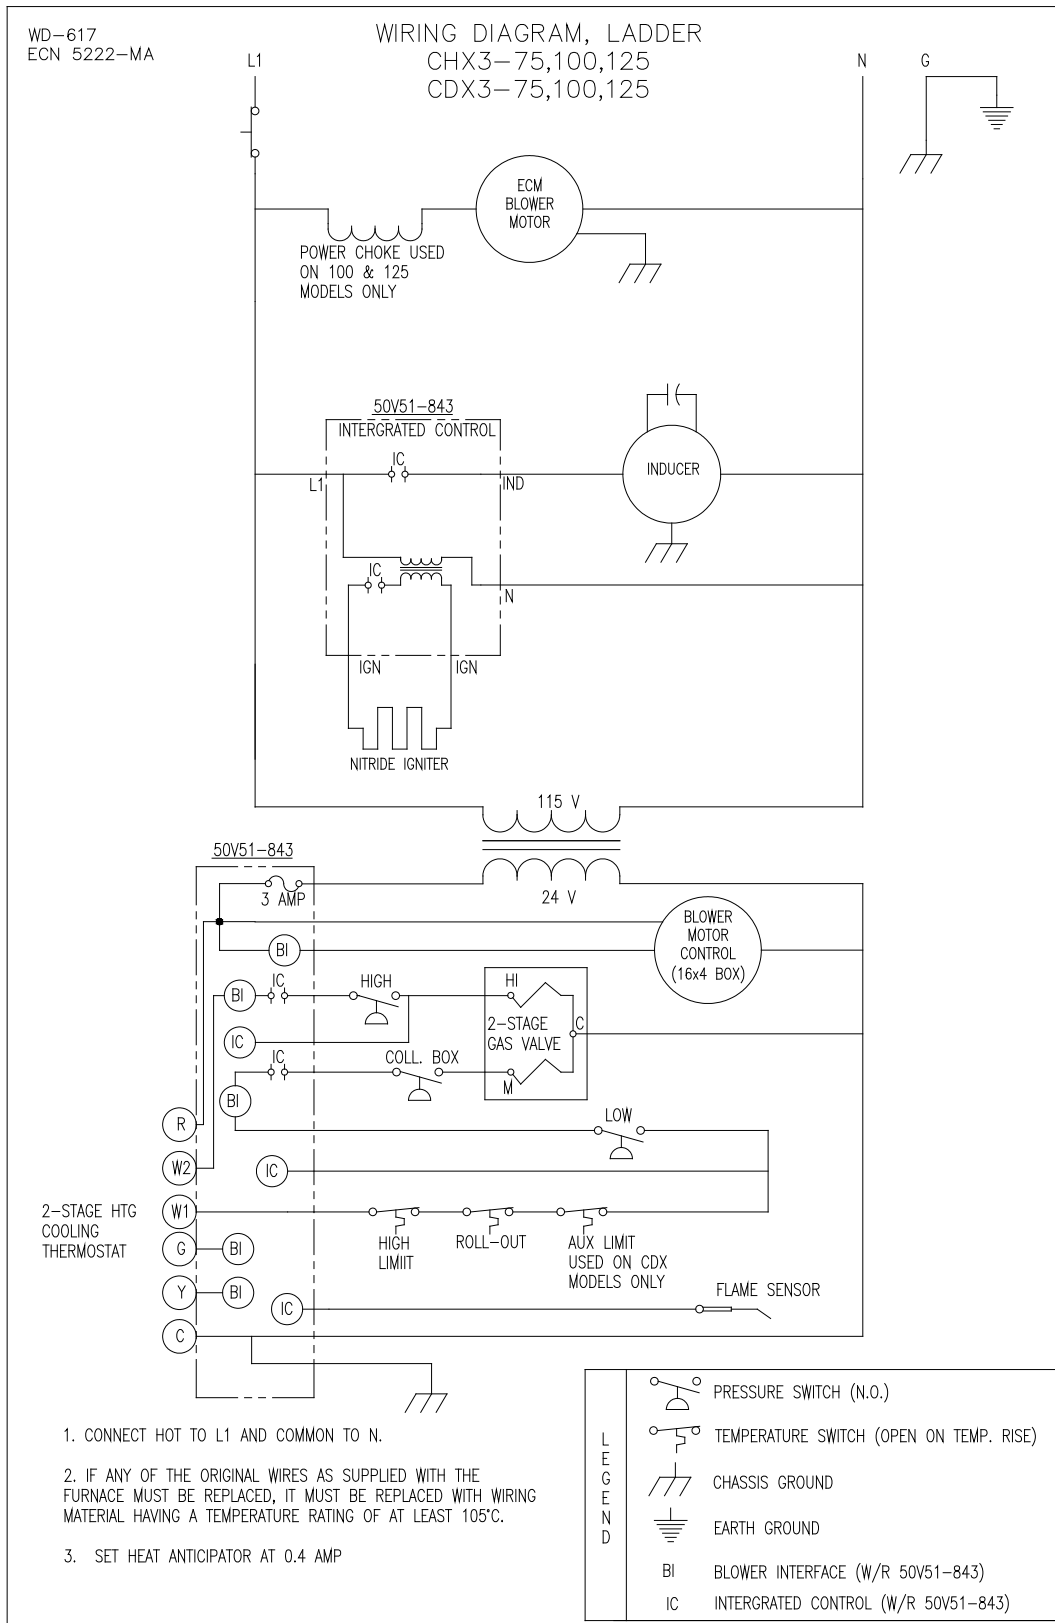 WD-617
ECN 5222-MA
WIRING DIAGRAM, LADDER
CHX3-75,100,125
CDX3-75,100,125
L1
N
G
ECM
BLOWER
MOTOR
POWER CHOKE USED
ON 100 & 125
MODELS ONLY
50V51-843
INTERGRATED CONTROL
IC
L1
IND
INDUCER
IC
N
IGN
IGN
NITRIDE IGNITER
115 V
50V51-843
3 AMP
24 V
BLOWER
MOTOR
CONTROL
(16x4 BOX)
BI
BI
IC
HIGH
HI
2-STAGE
GAS VALVE
C
IC
IC
COLL. BOX
M
BI
R
LOW
W2
IC
2-STAGE HTG
COOLING
THERMOSTAT
W1
HIGH
LIMIIT
ROLL-OUT
AUX LIMIT
USED ON CDX
MODELS ONLY
G
BI
Y
BI
IC
FLAME SENSOR
C
1. CONNECT HOT TO L1 AND COMMON TO N.
2. IF ANY OF THE ORIGINAL WIRES AS SUPPLIED WITH THE
FURNACE MUST BE REPLACED, IT MUST BE REPLACED WITH WIRING
MATERIAL HAVING A TEMPERATURE RATING OF AT LEAST 105°C.
3. SET HEAT ANTICIPATOR AT 0.4 AMP
LEGEND
PRESSURE SWITCH (N.O.)
TEMPERATURE SWITCH (OPEN ON TEMP. RISE)
CHASSIS GROUND
EARTH GROUND
BI BLOWER INTERFACE (W/R 50V51-843)
IC INTERGRATED CONTROL (W/R 50V51-843)